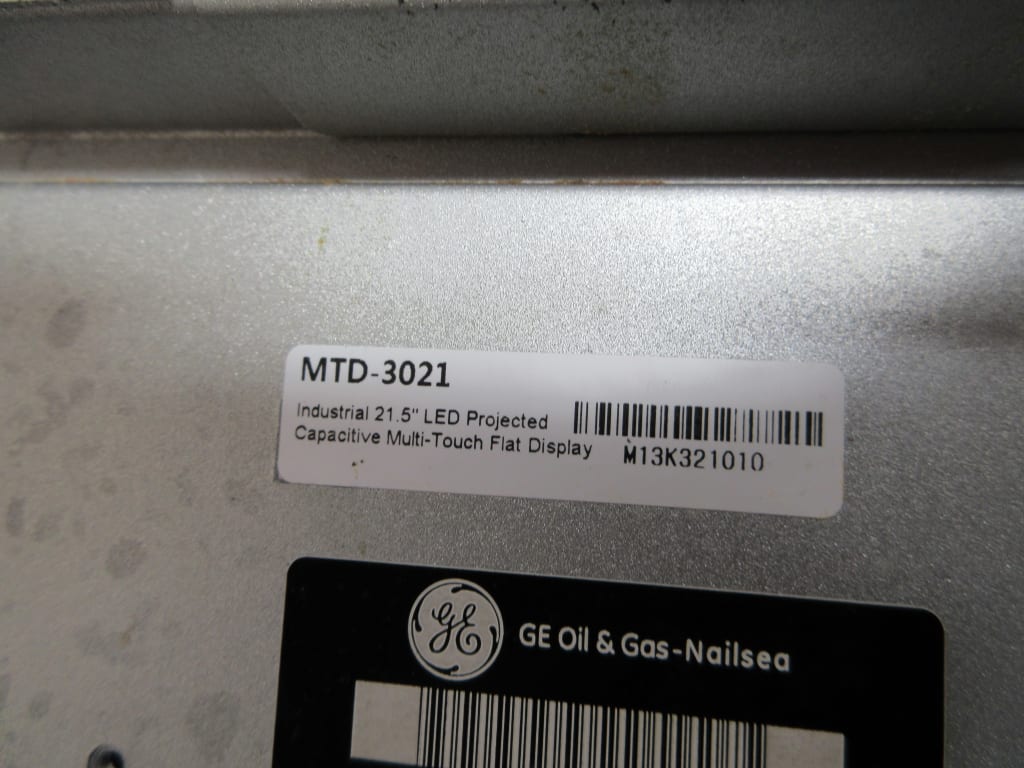 MTD-3021
Industrial 21.5" LED Projected
Capacitive Multi-Touch Flat Display
M13K321010
GE
GE Oil & Gas-Nailsea